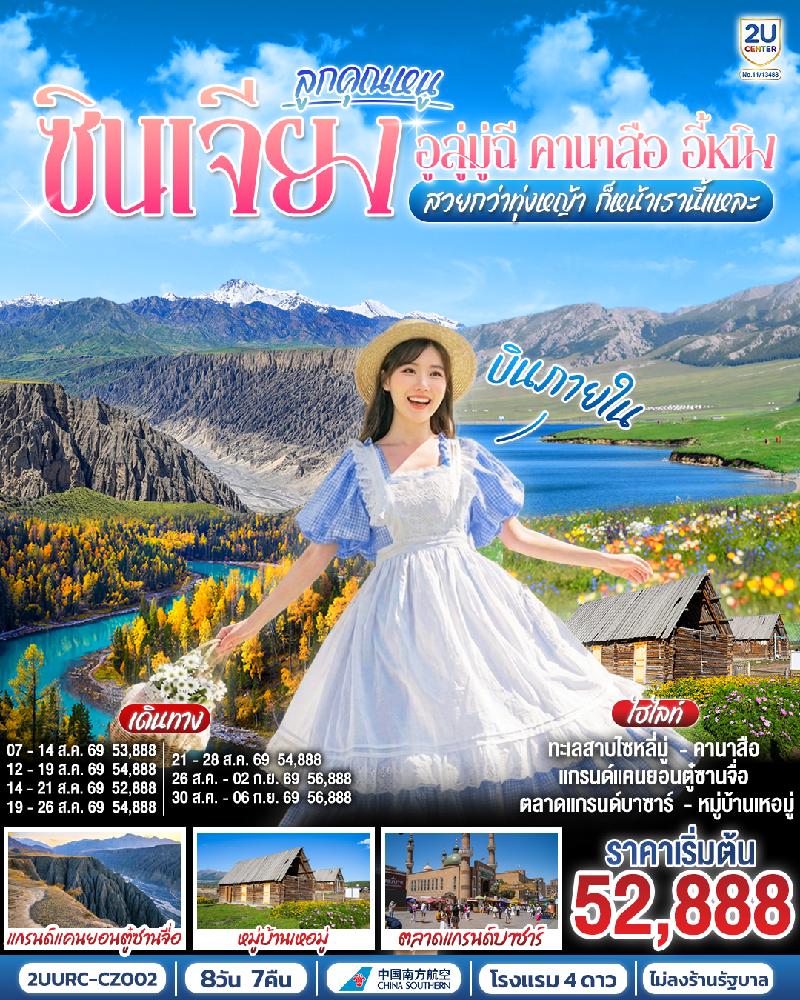 2U
CENTER
No.11/13488
ลูกคุณหนู
ซินเจียง
อูลู่มู่ฉี คานาสือ อี้หนิง
สวยกว่าทุ่งหญ้า ก็หน้าเรานี่แหละ
บินภายใน
เดินทาง
07 - 14 ส.ค. 69 53,888
12 - 19 ส.ค. 69 54,888
14 - 21 ส.ค. 69 52,888
19 - 26 ส.ค. 69 54,888
21 - 28 ส.ค. 69 54,888
26 ส.ค. - 02 ก.ย. 69 56,888
30 ส.ค. - 06 ก.ย. 69 56,888
ไฮไลท์
ทะเลสาบไซหลี่มู่ - คานาสือ
แกรนด์แคนยอนตู๋ซานจื่อ
ตลาดแกรนด์บาซาร์ - หมู่บ้านเหอมู่
แกรนด์แคนยอนตู๋ซานจื่อ
หมู่บ้านเหอมู่
ตลาดแกรนด์บาซาร์
ราคาเริ่มต้น
52,888
2UURC-CZ002
8วัน 7คืน
中国南方航空
CHINA SOUTHERN
โรงแรม 4 ดาว
ไม่ลงร้านรัฐบาล